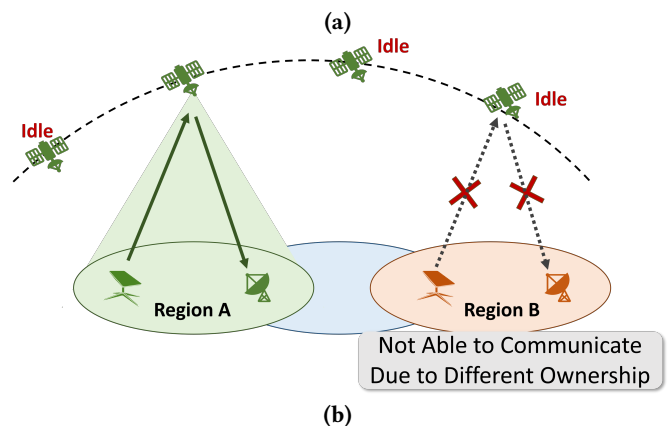 (a)
Idle
Idle
Idle
Region A
Region B
Not Able to Communicate
Due to Different Ownership
(b)